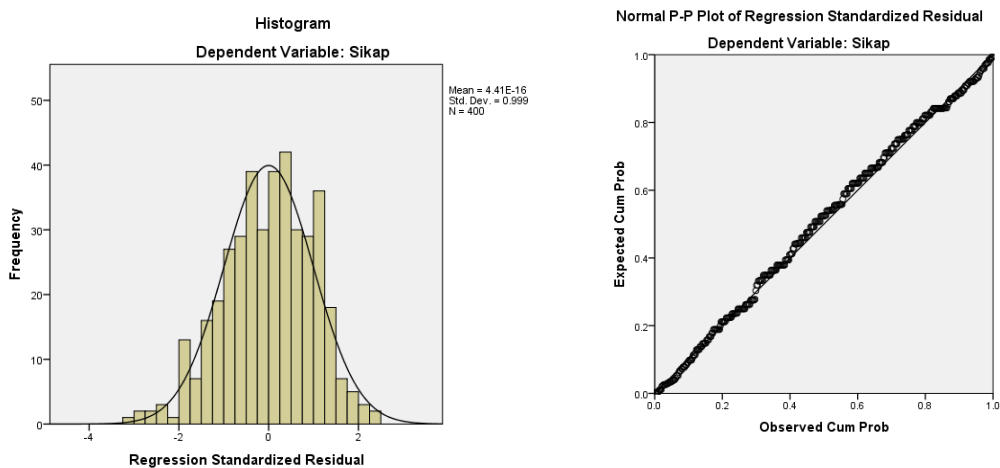 Histogram
Dependent Variable: Sikap
Mean = 4.41E-16
Std. Dev. = 0.999
N = 400
50
40
30
20
10
0
Frequency
-4
-2
0
2
Regression Standardized Residual
Normal P-P Plot of Regression Standardized Residual
Dependent Variable: Sikap
1.0
0.8
0.6
0.4
0.2
0.0
Expected Cum Prob
0.0
0.2
0.4
0.6
0.8
1.0
Observed Cum Prob